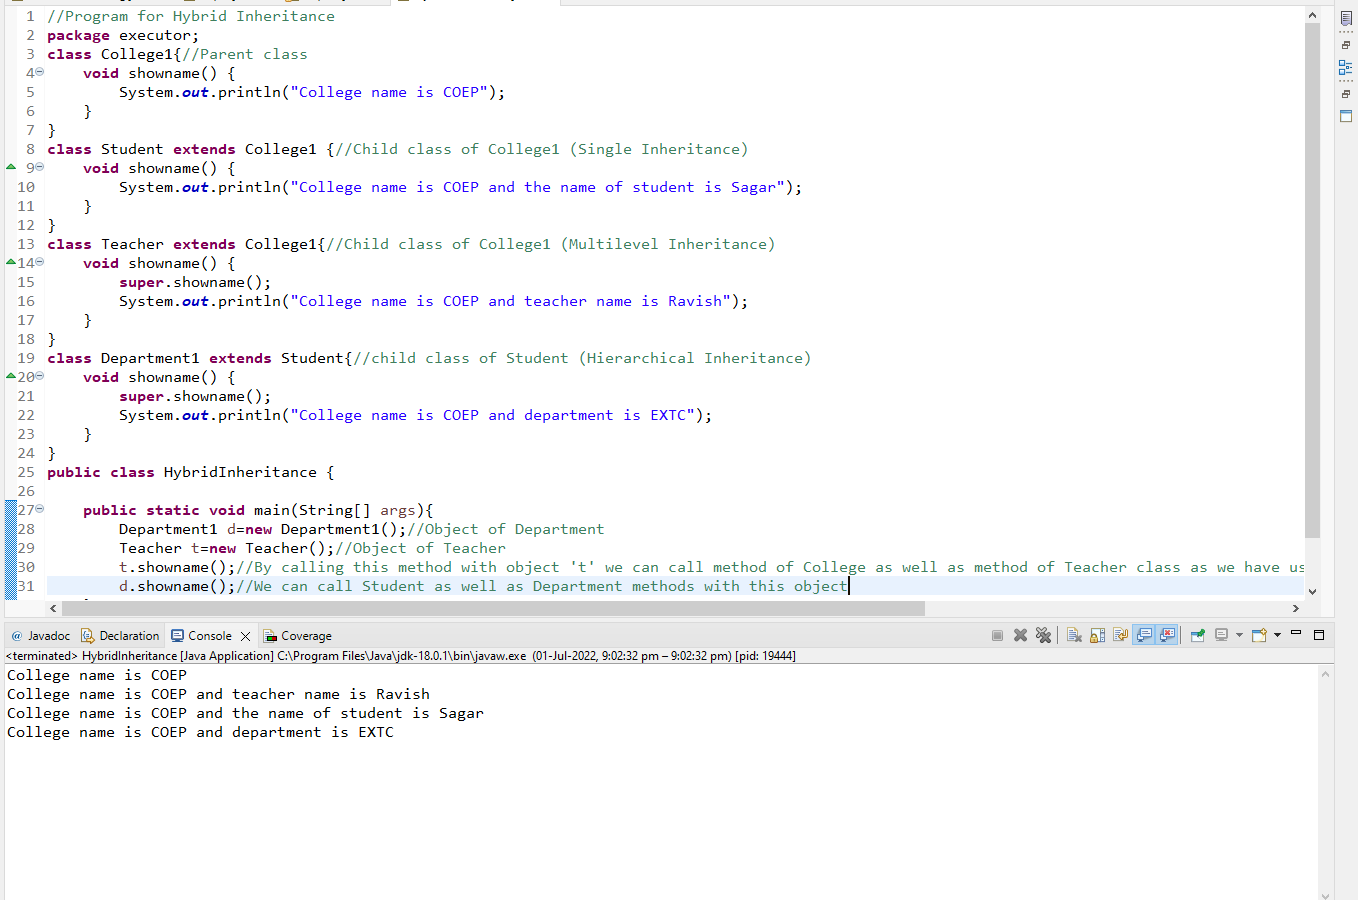 1 //Program for Hybrid Inheritance
2 package executor;
3 class College1{//Parent class
4 void showname() {
5 System.out.println("College name is COEP");
6 }
7 }
8 class Student extends College1 {//Child class of College1 (Single Inheritance)
9 void showname() {
10 System.out.println("College name is COEP and the name of student is Sagar");
11 }
12 }
13 class Teacher extends College1{//Child class of College1 (Multilevel Inheritance)
14 void showname() {
15 super.showname();
16 System.out.println("College name is COEP and teacher name is Ravish");
17 }
18 }
19 class Department1 extends Student{//child class of Student (Hierarchical Inheritance)
20 void showname() {
21 super.showname();
22 System.out.println("College name is COEP and department is EXTC");
23 }
24 }
25 public class HybridInheritance {
26
27 public static void main(String[] args){
28 Department1 d=new Department1();//Object of Department
29 Teacher t=new Teacher();//Object of Teacher
30 t.showname();//By calling this method with object 't' we can call method of College as well as method of Teacher class as we have us
31 d.showname();//We can call Student as well as Department methods with this object
@ Javadoc Declaration Console Coverage
<terminated> HybridInheritance [Java Application] C:\Program Files\Java\jdk-18.0.1\bin\javaw.exe (01-Jul-2022, 9:02:32 pm – 9:02:32 pm) [pid: 19444]
College name is COEP
College name is COEP and teacher name is Ravish
College name is COEP and the name of student is Sagar
College name is COEP and department is EXTC